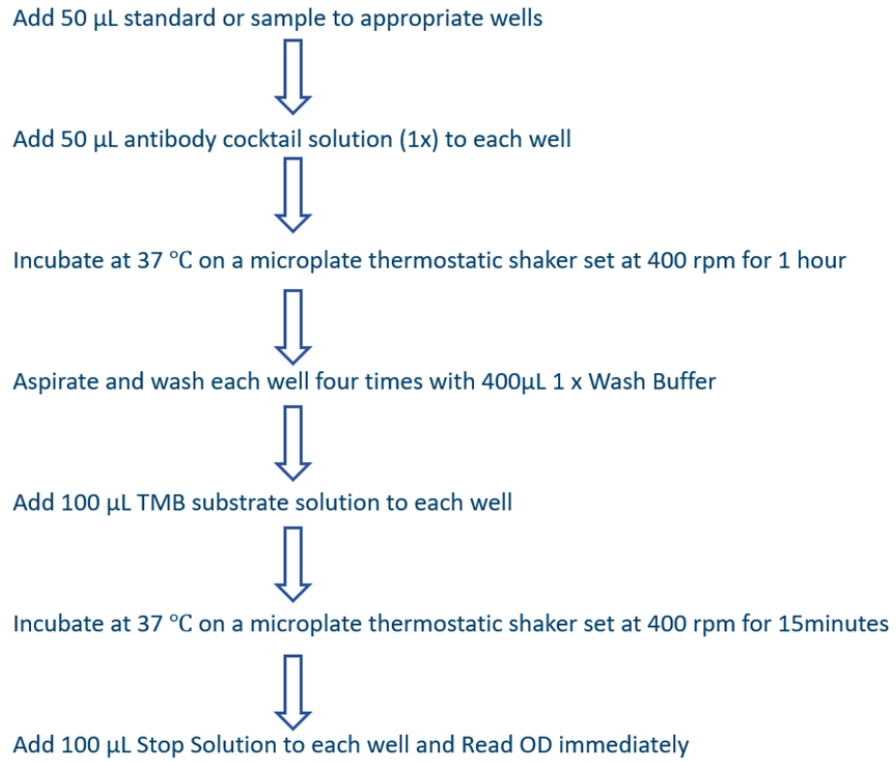 Add 50 µL standard or sample to appropriate wells
Add 50 µL antibody cocktail solution (1x) to each well
Incubate at 37 ℃ on a microplate thermostatic shaker set at 400 rpm for 1 hour
Aspirate and wash each well four times with 400µL 1 x Wash Buffer
Add 100 µL TMB substrate solution to each well
Incubate at 37 ℃ on a microplate thermostatic shaker set at 400 rpm for 15minutes
Add 100 µL Stop Solution to each well and Read OD immediately